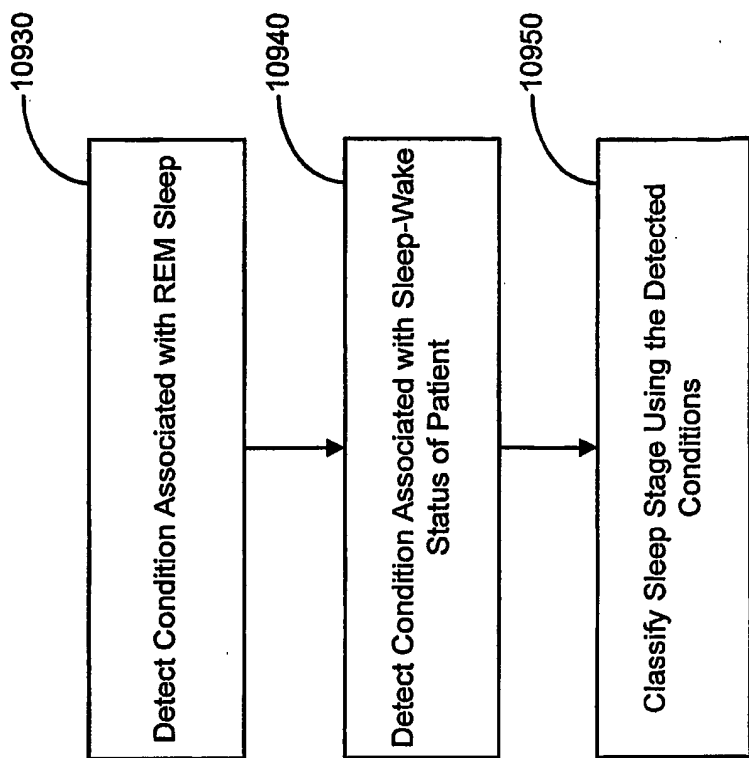 10930
Detect Condition Associated with REM Sleep
10940
Detect Condition Associated with Sleep-Wake
Status of Patient
10950
Classify Sleep Stage Using the Detected
Conditions